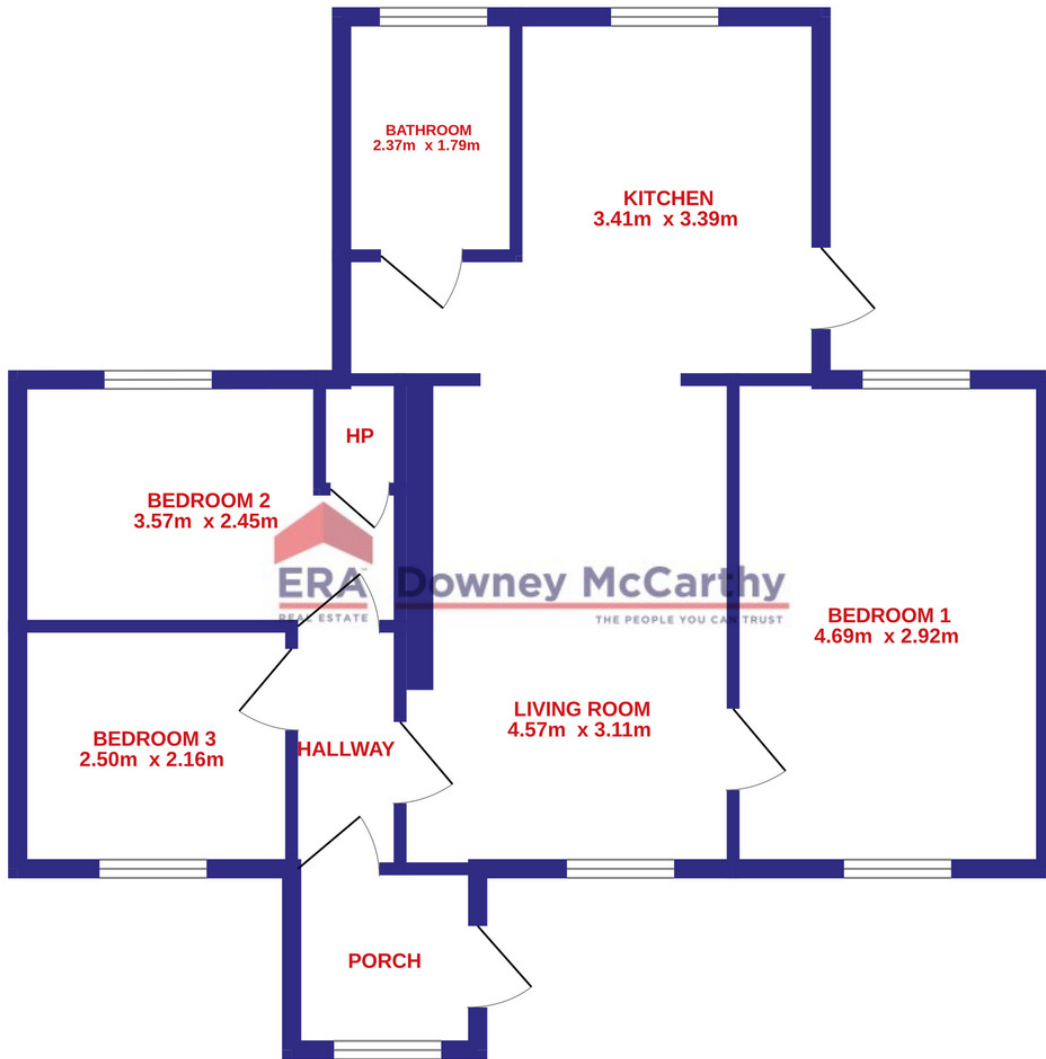 BATHROOM
2.37m x 1.79m
KITCHEN
3.41m x 3.39m
HP
BEDROOM 2
3.57m x 2.45m
ERA™ Downey McCarthy
REAL ESTATE
THE PEOPLE YOU CAN TRUST
BEDROOM 1
4.69m x 2.92m
LIVING ROOM
4.57m x 3.11m
BEDROOM 3
2.50m x 2.16m
HALLWAY
PORCH